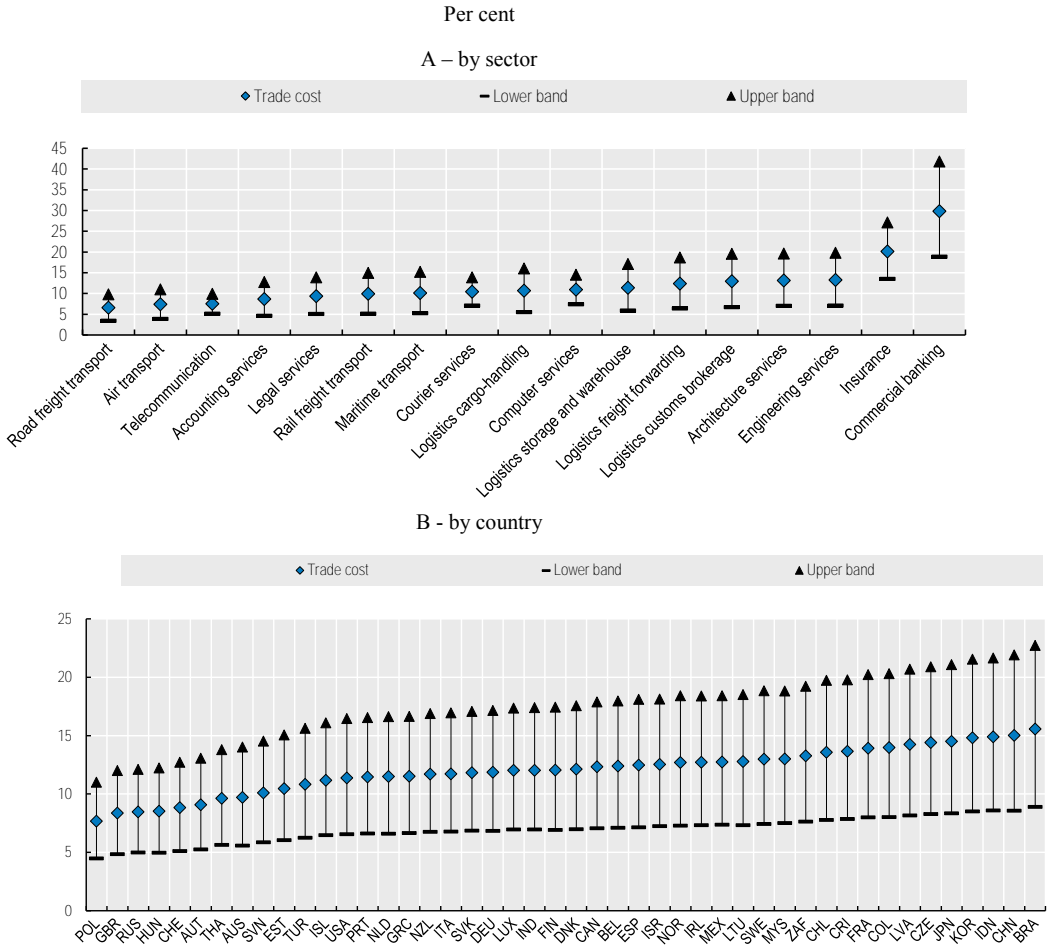 Per cent
A – by sector
Trade cost Lower band Upper band
45
40
35
30
25
20
15
10
5
0
Road freight transport
Air transport
Telecommunication
Accounting services
Legal services
Rail freight transport
Maritime transport
Courier services
Logistics cargo-handling
Computer services
Logistics storage and warehouse
Logistics freight forwarding
Logistics customs brokerage
Architecture services
Engineering services
Insurance
Commercial banking
B - by country
Trade cost Lower band Upper band
25
20
15
10
5
0
POL
GBR
RUS
HUN
CHE
AUT
THA
AUS
SVN
EST
TUR
ISL
USA
PRT
NLD
GRC
NZL
ITA
SVK
DEU
LUX
IND
FIN
DNK
CAN
BEL
ESP
ISR
NOR
IRL
MEX
LTU
SWE
MYS
ZAF
CHL
CRI
FRA
COL
LVA
CZE
JPN
KOR
IDN
CHN
BRA